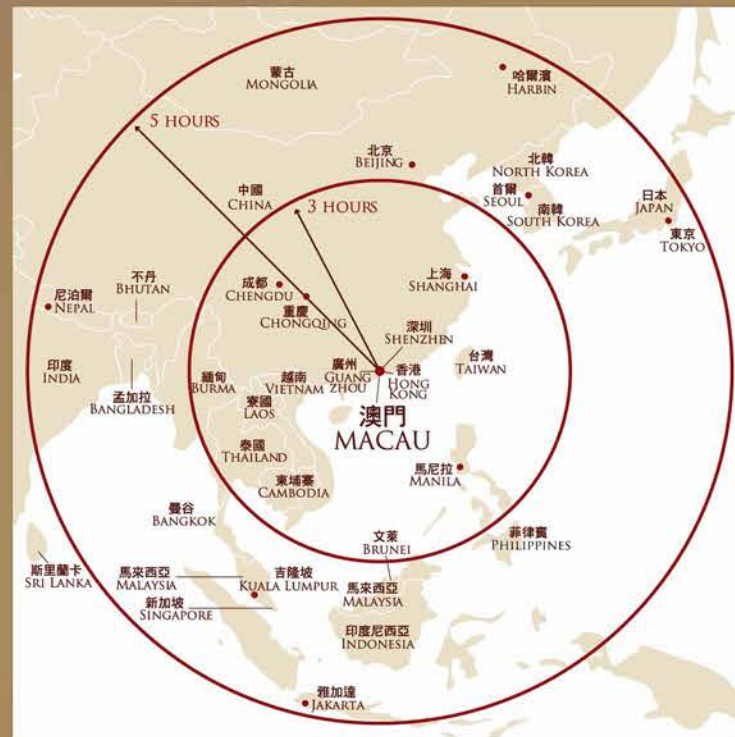 蒙古
MONGOLIA
哈爾濱
HARBIN
5 HOURS
北京
BEIJING
北韓
NORTH KOREA
首爾
SEOUL
南韓
SOUTH KOREA
日本
JAPAN
東京
TOKYO
中國
CHINA
3 HOURS
不丹
BHUTAN
尼泊爾
NEPAL
成都
CHENGDU
重慶
CHONGQING
上海
SHANGHAI
深圳
SHENZHEN
印度
INDIA
孟加拉
BANGLADESH
緬甸
BURMA
越南
VIETNAM
廣州
GUANG
ZHOU
香港
HONG
KONG
台灣
TAIWAN
寮國
LAOS
澳門
MACAU
泰國
THAILAND
柬埔寨
CAMBODIA
馬尼拉
MANILA
曼谷
BANGKOK
文萊
BRUNEI
菲律賓
PHILIPPINES
斯里蘭卡
SRI LANKA
馬來西亞
MALAYSIA
吉隆坡
KUALA LUMPUR
新加坡
SINGAPORE
馬來西亞
MALAYSIA
印度尼西亞
INDONESIA
雅加達
JAKARTA